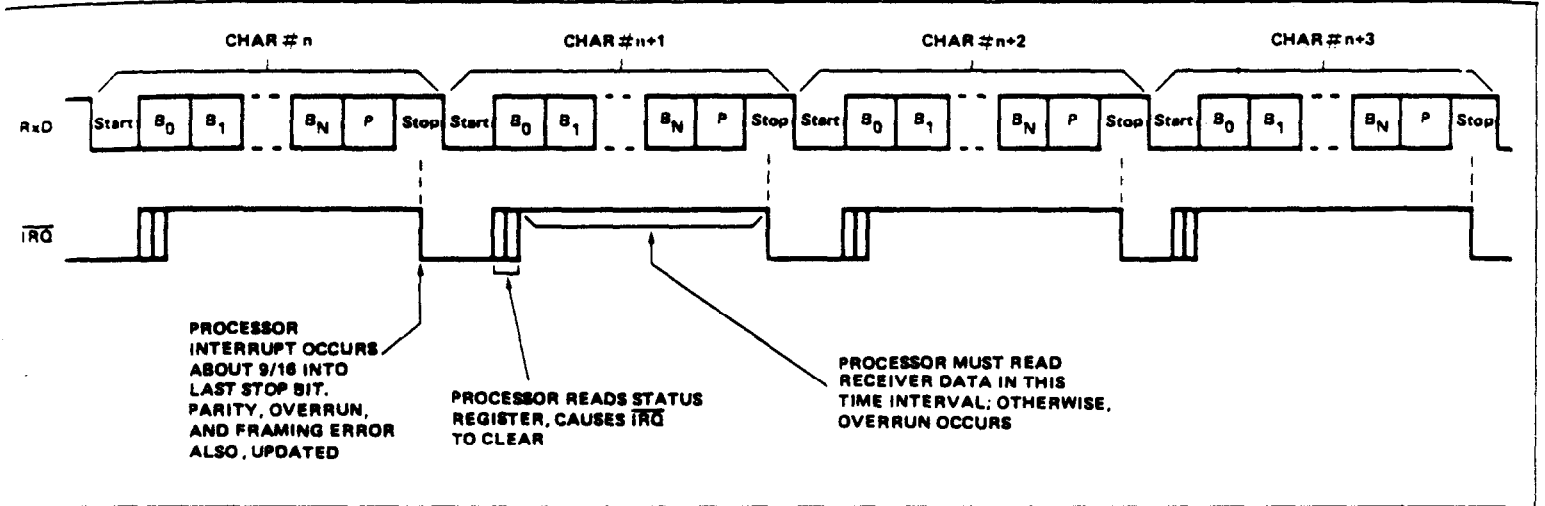 CHAR # n CHAR # n+1 CHAR # n+2 CHAR # n+3
RxD Start B0 B1 BN P Stop Start B0 B1 BN P Stop Start B0 B1 BN P Stop Start B0 B1 BN P Stop
IRQ
PROCESSOR
INTERRUPT OCCURS
ABOUT 9/16 INTO
LAST STOP BIT.
PARITY, OVERRUN,
AND FRAMING ERROR
ALSO, UPDATED
PROCESSOR READS STATUS
REGISTER, CAUSES IRQ
TO CLEAR
PROCESSOR MUST READ
RECEIVER DATA IN THIS
TIME INTERVAL; OTHERWISE,
OVERRUN OCCURS